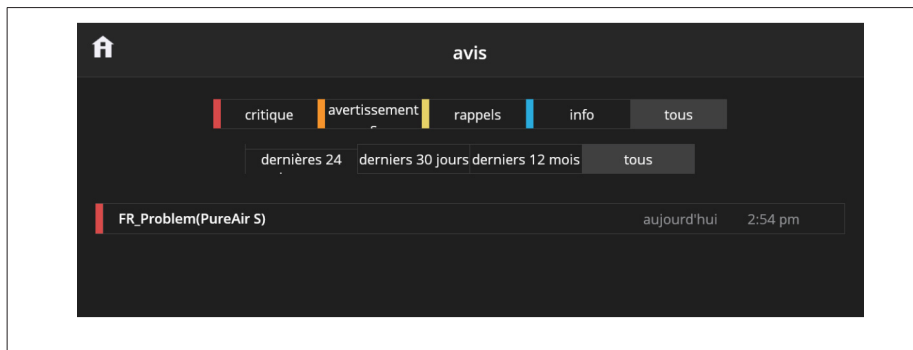 avis
critique
avertissement
rappels
info
tous
dernières 24
derniers 30 jours
derniers 12 mois
tous
FR_Problem(PureAir S) aujourd'hui 2:54 pm